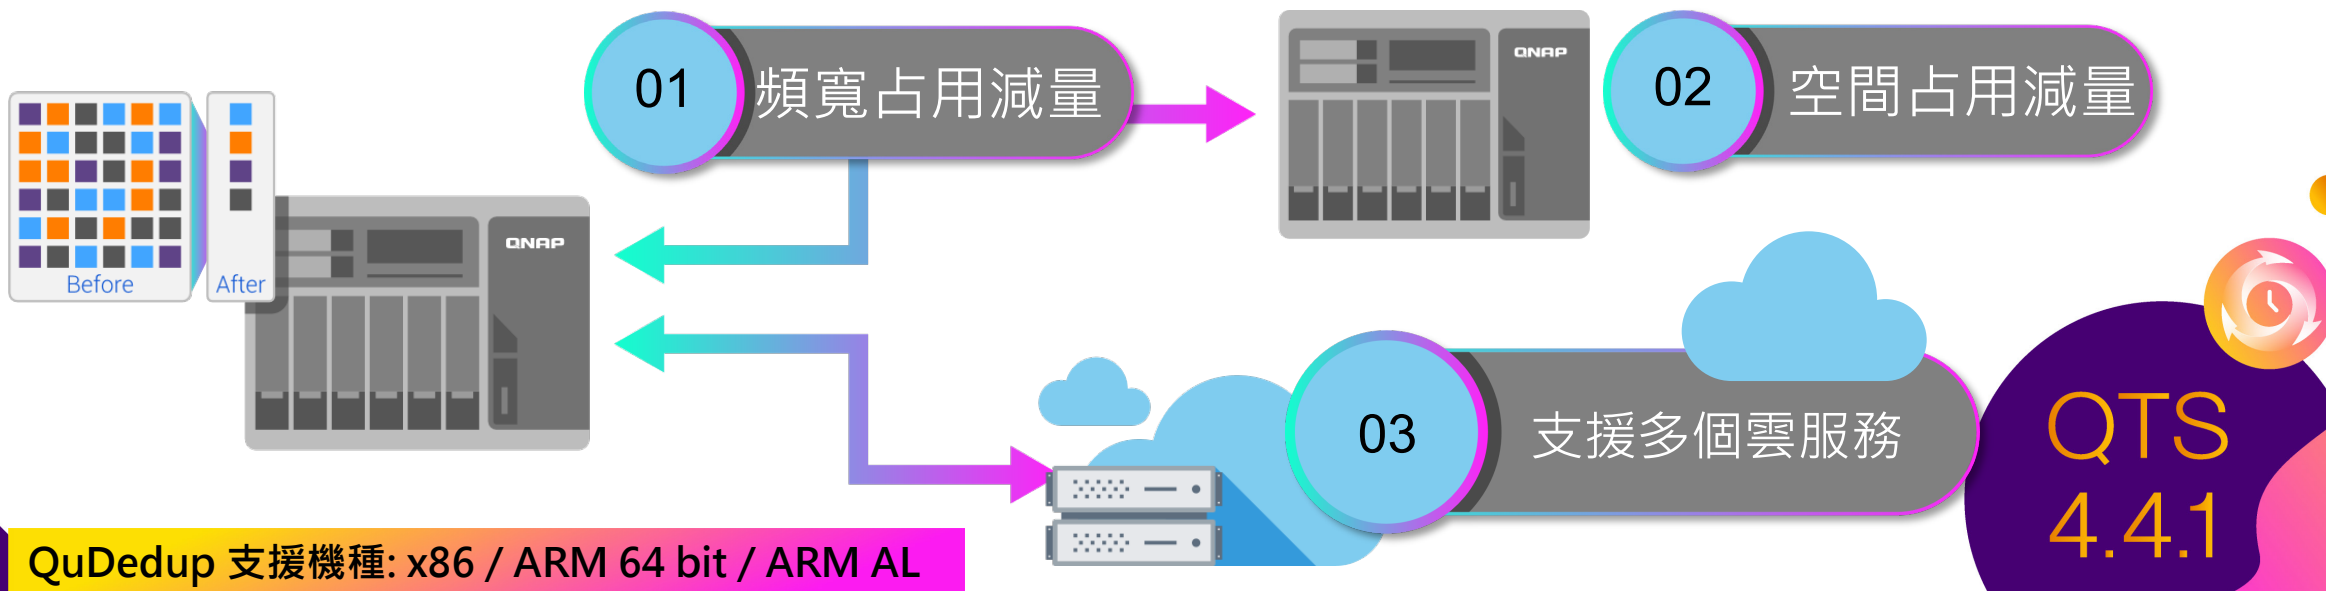 01
頻寬占用減量
QNAP
02
空間占用減量
Before
After
QNAP
03
支援多個雲服務
QTS
4.4.1
QuDedup 支援機種: x86 / ARM 64 bit / ARM AL